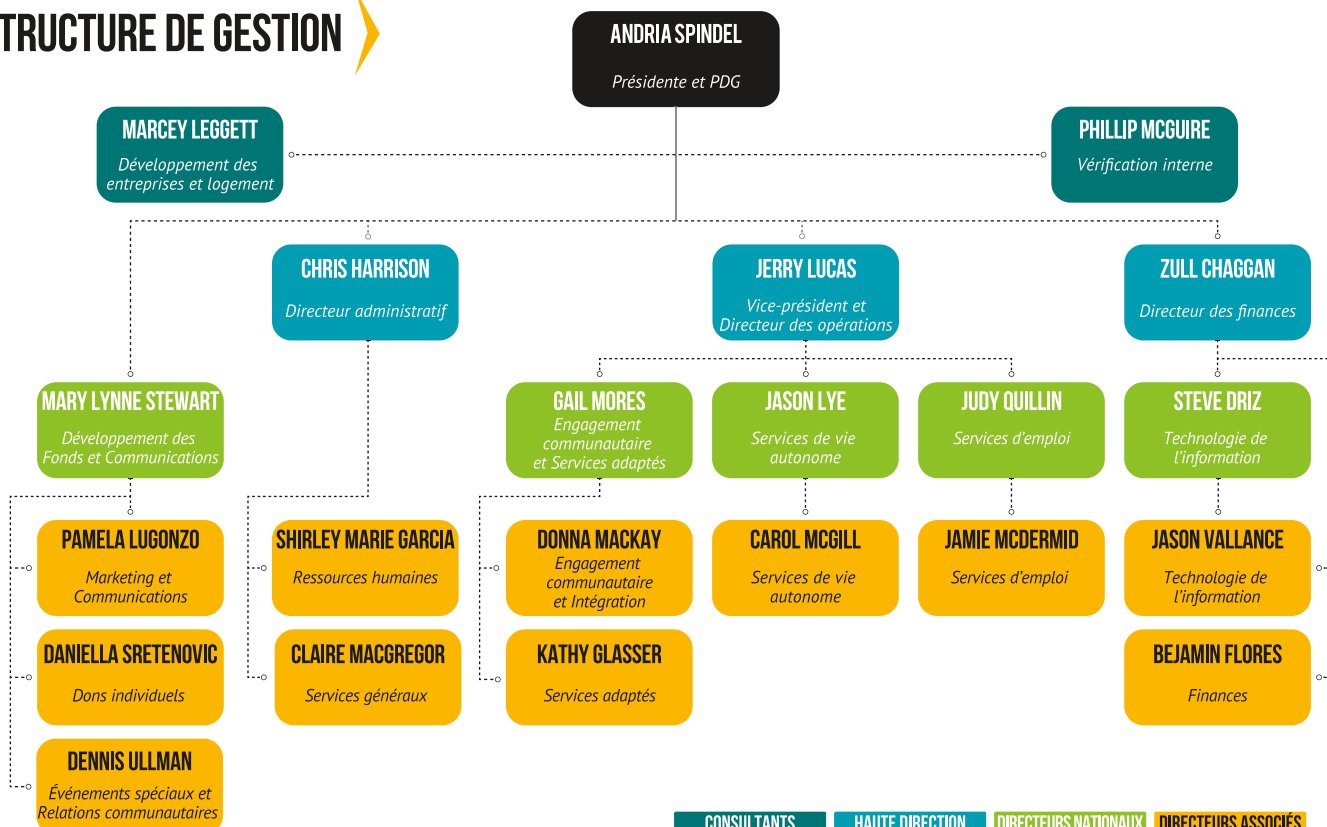 TRUCTURE DE GESTION
ANDRIA SPINDEL
Présidente et PDG
MARCEY LEGGETT
Développement des
entreprises et logement
PHILLIP MCGUIRE
Vérification interne
CHRIS HARRISON
Directeur administratif
JERRY LUCAS
Vice-président et
Directeur des opérations
ZULL CHAGGAN
Directeur des finances
MARY LYNNE STEWART
Développement des
Fonds et Communications
GAIL MORES
Engagement
communautaire
et Services adaptés
JASON LYE
Services de vie
autonome
JUDY QUILLIN
Services d'emploi
STEVE DRIZ
Technologie de
l'information
PAMELA LUGONZO
Marketing et
Communications
SHIRLEY MARIE GARCIA
Ressources humaines
DONNA MACKAY
Engagement
communautaire
et Intégration
CAROL MCGILL
Services de vie
autonome
JAMIE MCDERMID
Services d'emploi
JASON VALLANCE
Technologie de
l'information
DANIELLA SRETENOVIC
Dons individuels
CLAIRE MACGREGOR
Services généraux
KATHY GLASSER
Services adaptés
BEJAMIN FLORES
Finances
DENNIS ULLMAN
Événements spéciaux et
Relations communautaires
CONSULTANTS
HAUTE DIRECTION
DIRECTEURS NATIONAUX
DIRECTEURS ASSOCIÉS